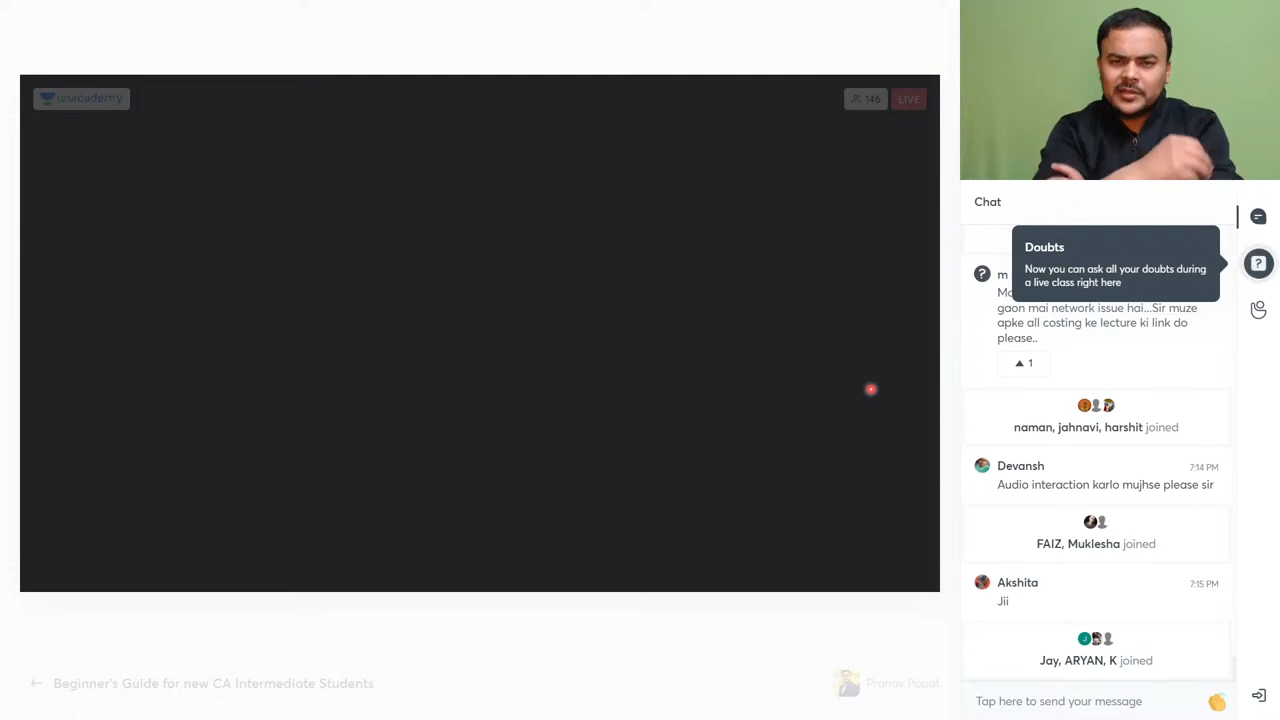 unacademy
146
LIVE
Chat
Doubts
Now you can ask all your doubts during
a live class right here
?
m
gaon mai network issue hai...Sir muze
apke all costing ke lecture ki link do
please..
▲ 1
naman, jahnavi, harshit joined
Devansh 7:14 PM
Audio interaction karlo mujhse please sir
FAIZ, Muklesha joined
Akshita 7:15 PM
Jii
J
Jay, ARYAN, K joined
Tap here to send your message
← Beginner's Guide for new CA Intermediate Students
Pranav Popat